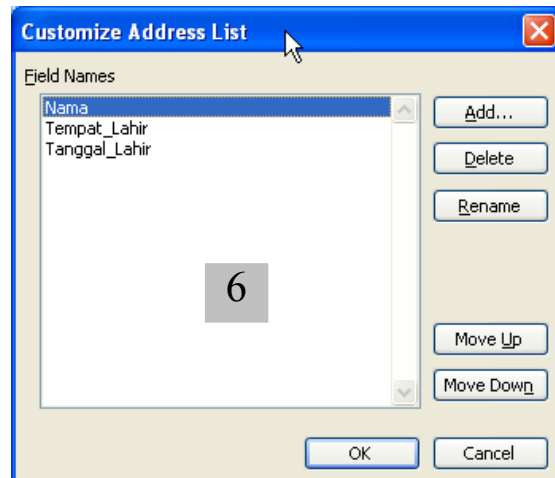 Customize Address List
Field Names
Nama
Tempat_Lahir
Tanggal_Lahir
Add...
Delete
Rename
6
Move Up
Move Down
OK
Cancel